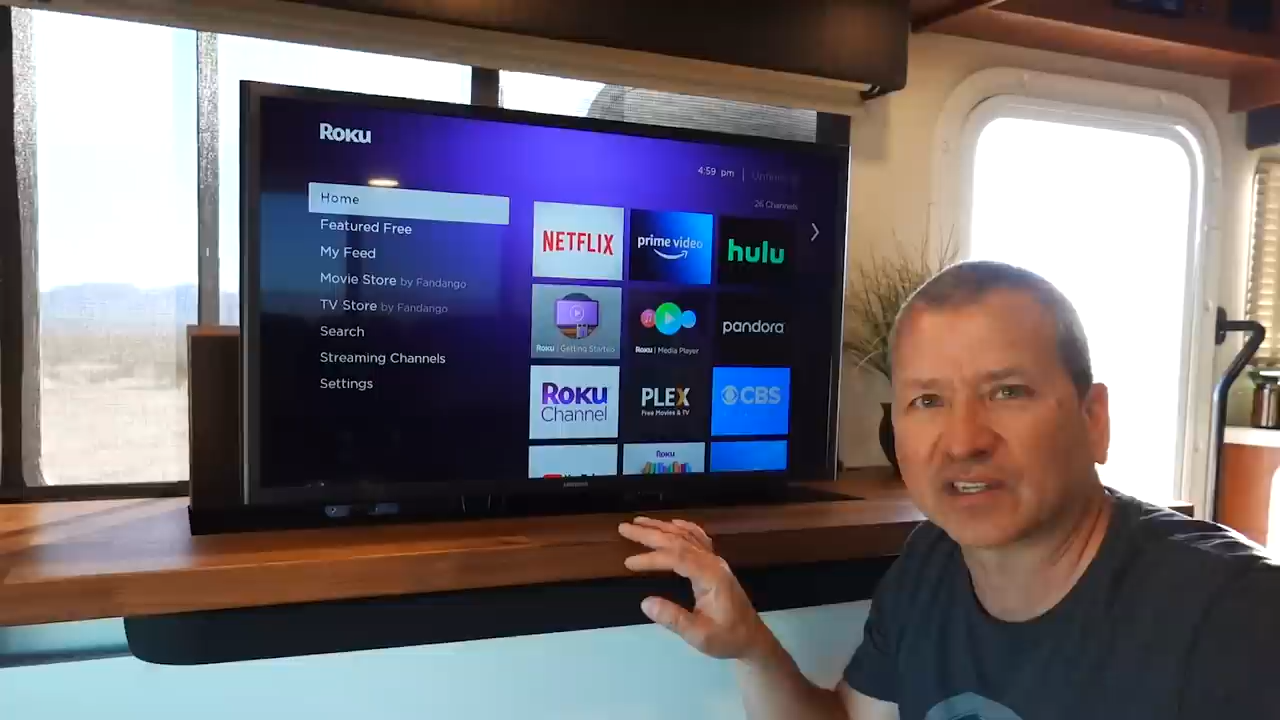 Roku
4:59 pm
26 Channels
Home
Featured Free
My Feed
Movie Store by Fandango
TV Store by Fandango
Search
Streaming Channels
Settings
NETFLIX
prime video
hulu
Roku | Getting Started
Roku | Media Player
pandora
Roku Channel
PLEX
Free Movies & TV
CBS
Roku